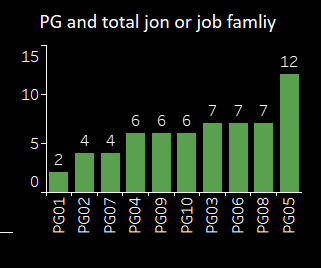 PG and total jon or job famliy
15
10
5
0
2
4
4
6
6
6
7
7
7
12
PG01
PG02
PG07
PG04
PG09
PG10
PG03
PG06
PG08
PG05